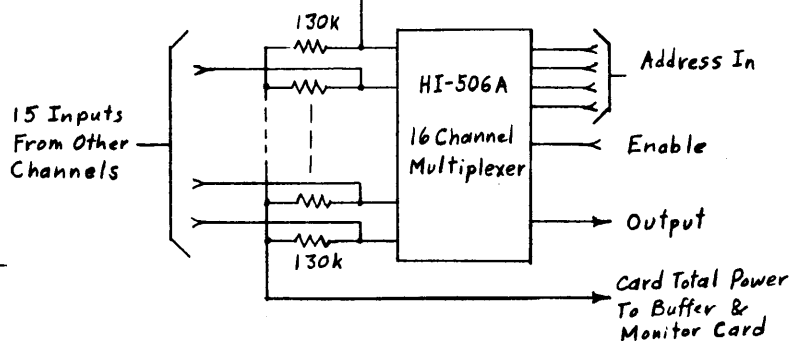 130k
HI-506A
16 Channel
Multiplexer
Address In
Enable
Output
15 Inputs
From Other
Channels
130k
Card Total Power
To Buffer &
Monitor Card